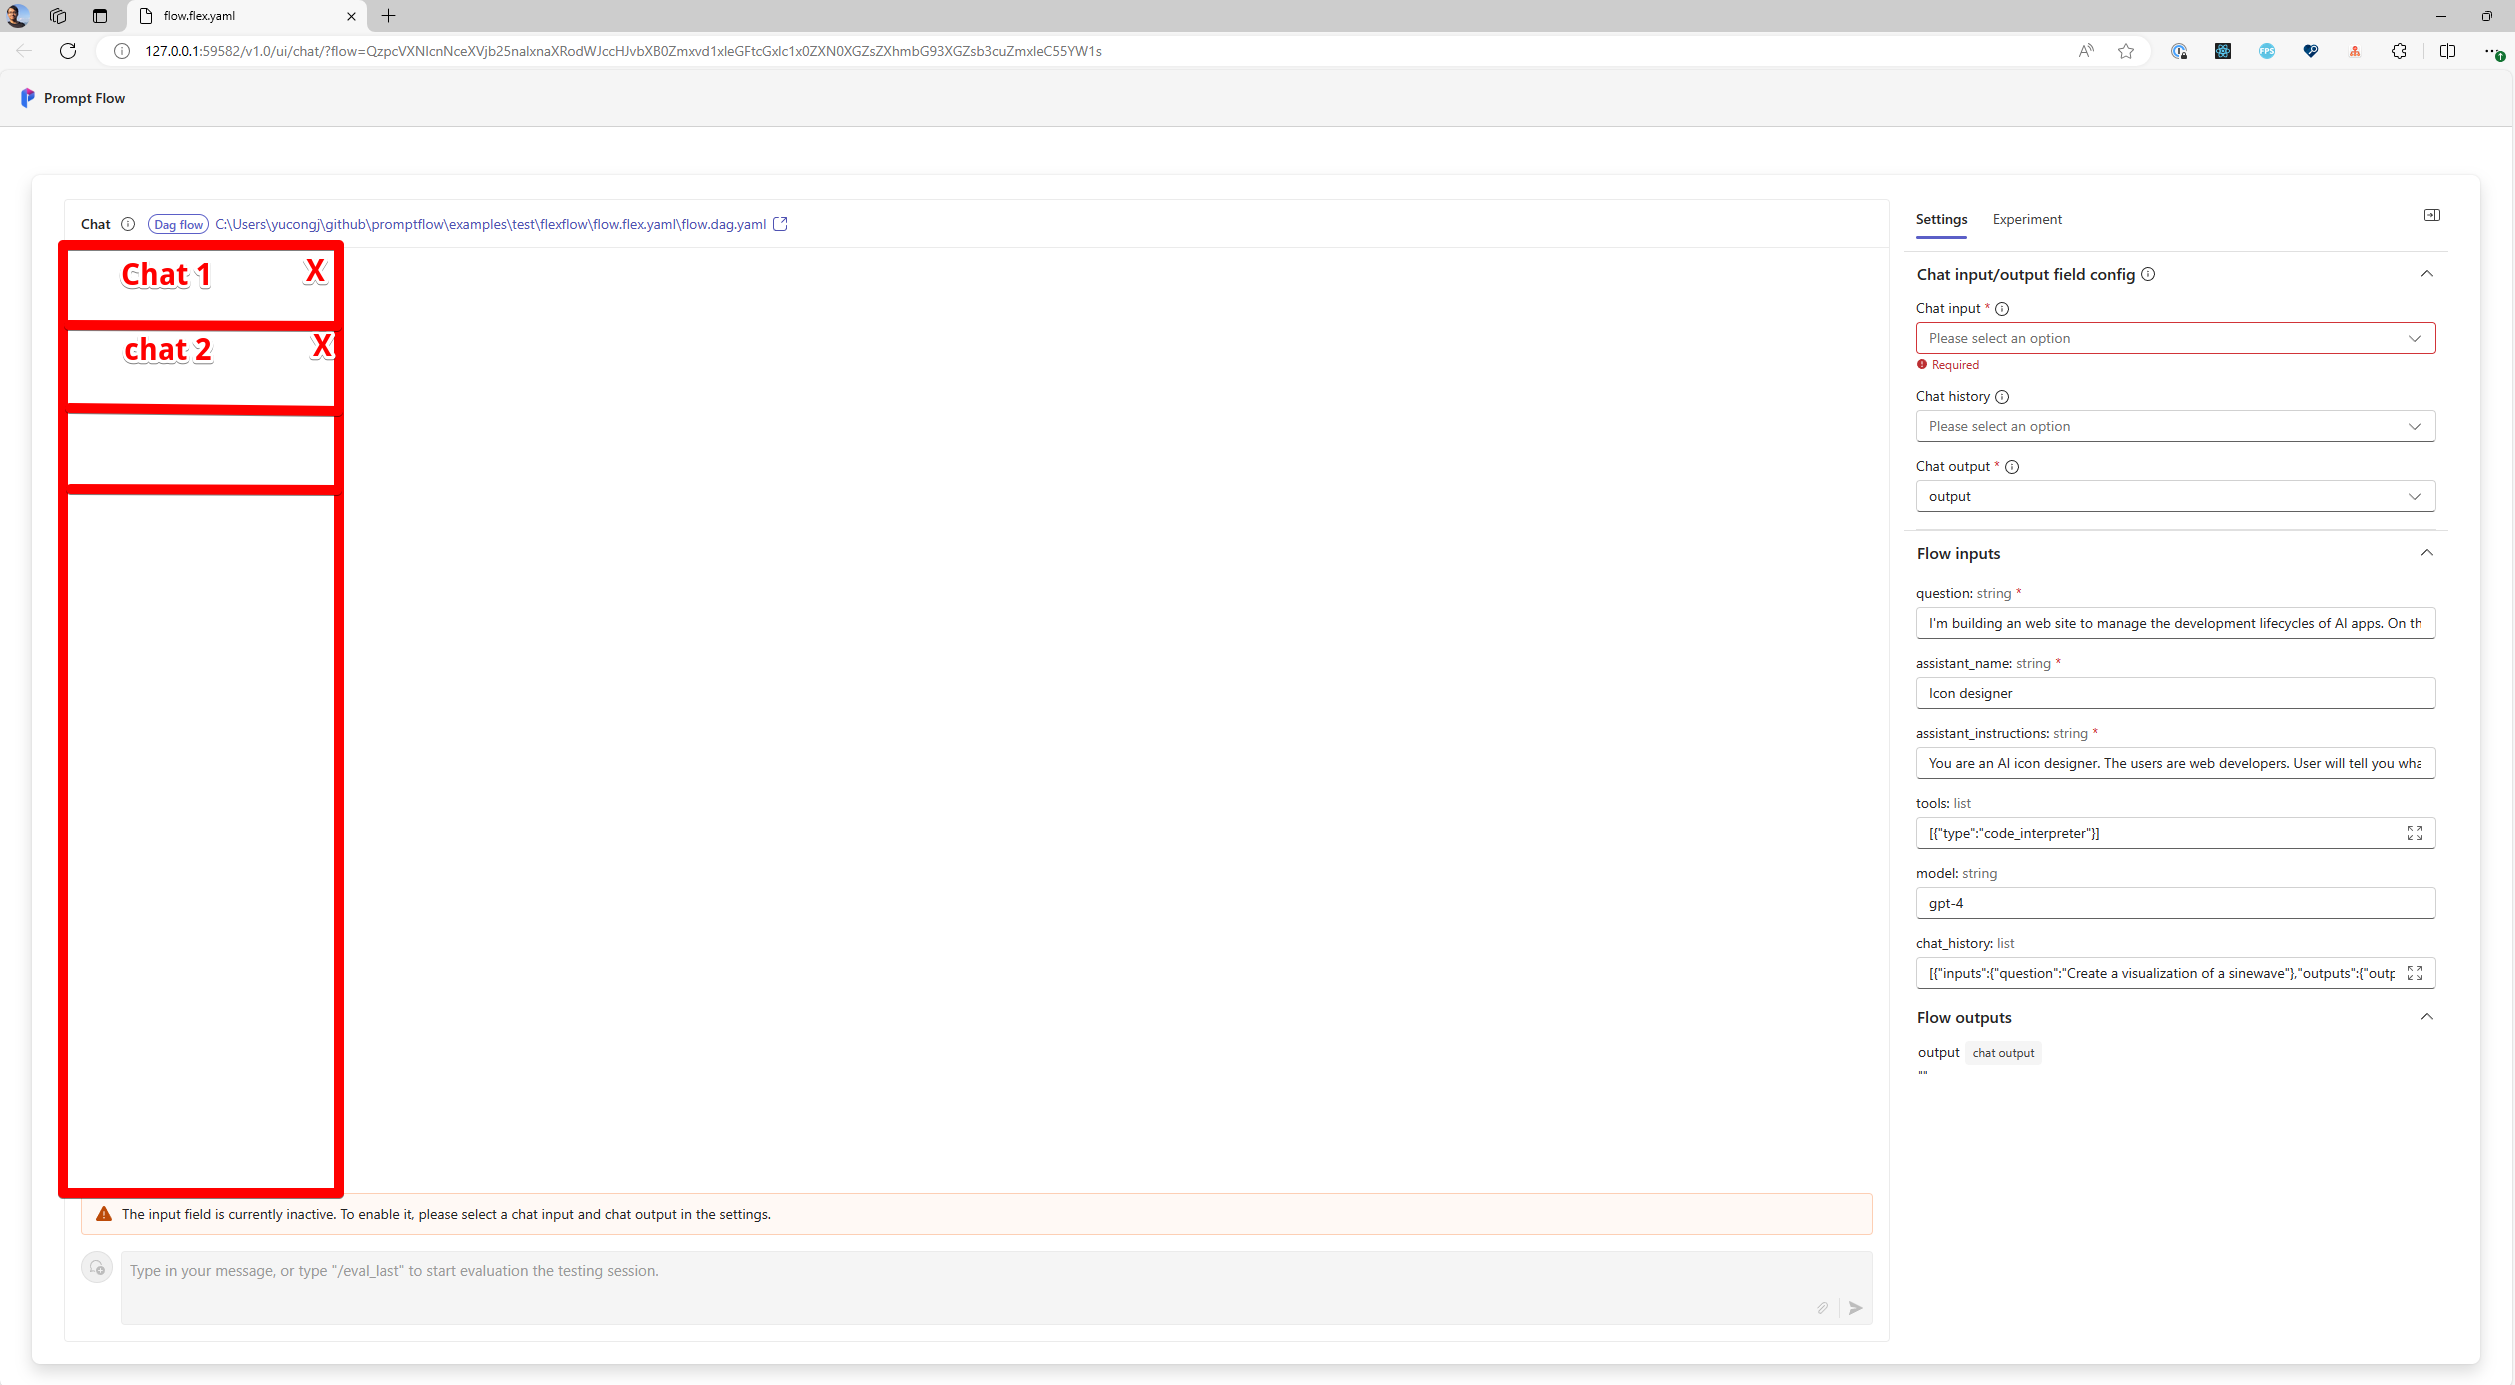 flow.flex.yaml
127.0.0.1:59582/v1.0/ui/chat/?flow=QzpcVXNlcnNceXVjb25nalxnaXRodWJccHJvbXB0Zmxvd1xleGFtcGxlc1x0ZXN0XGZsZXhmbG93XGZsb3cuZmxleC55YW1s
FPS
Prompt Flow
Chat
Dag flow
C:\Users\yucongj\github\promptflow\examples\test\flexflow\flow.flex.yaml\flow.dag.yaml
Chat 1
X
chat 2
X
The input field is currently inactive. To enable it, please select a chat input and chat output in the settings.
Type in your message, or type "/eval_last" to start evaluation the testing session.
Settings
Experiment
Chat input/output field config
Chat input *
Please select an option
Required
Chat history
Please select an option
Chat output *
output
Flow inputs
question: string *
I'm building an web site to manage the development lifecycles of AI apps. On th
assistant_name: string *
Icon designer
assistant_instructions: string *
You are an AI icon designer. The users are web developers. User will tell you wha
tools: list
[{"type":"code_interpreter"}]
model: string
gpt-4
chat_history: list
[{"inputs":{"question":"Create a visualization of a sinewave"},"outputs":{"outp
Flow outputs
output chat output
""